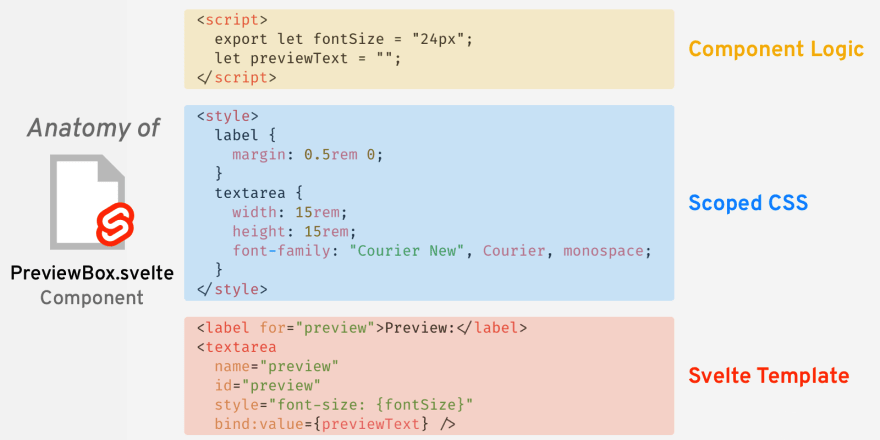 Anatomy of
PreviewBox.svelte
Component
<script>
export let fontSize = "24px";
let previewText = "";
</script>
Component Logic
<style>
label {
margin: 0.5rem 0;
}
textarea {
width: 15rem;
height: 15rem;
font-family: "Courier New", Courier, monospace;
}
</style>
Scoped CSS
<label for="preview">Preview:</label>
<textarea
name="preview"
id="preview"
style="font-size: {fontSize}"
bind:value={previewText} />
Svelte Template